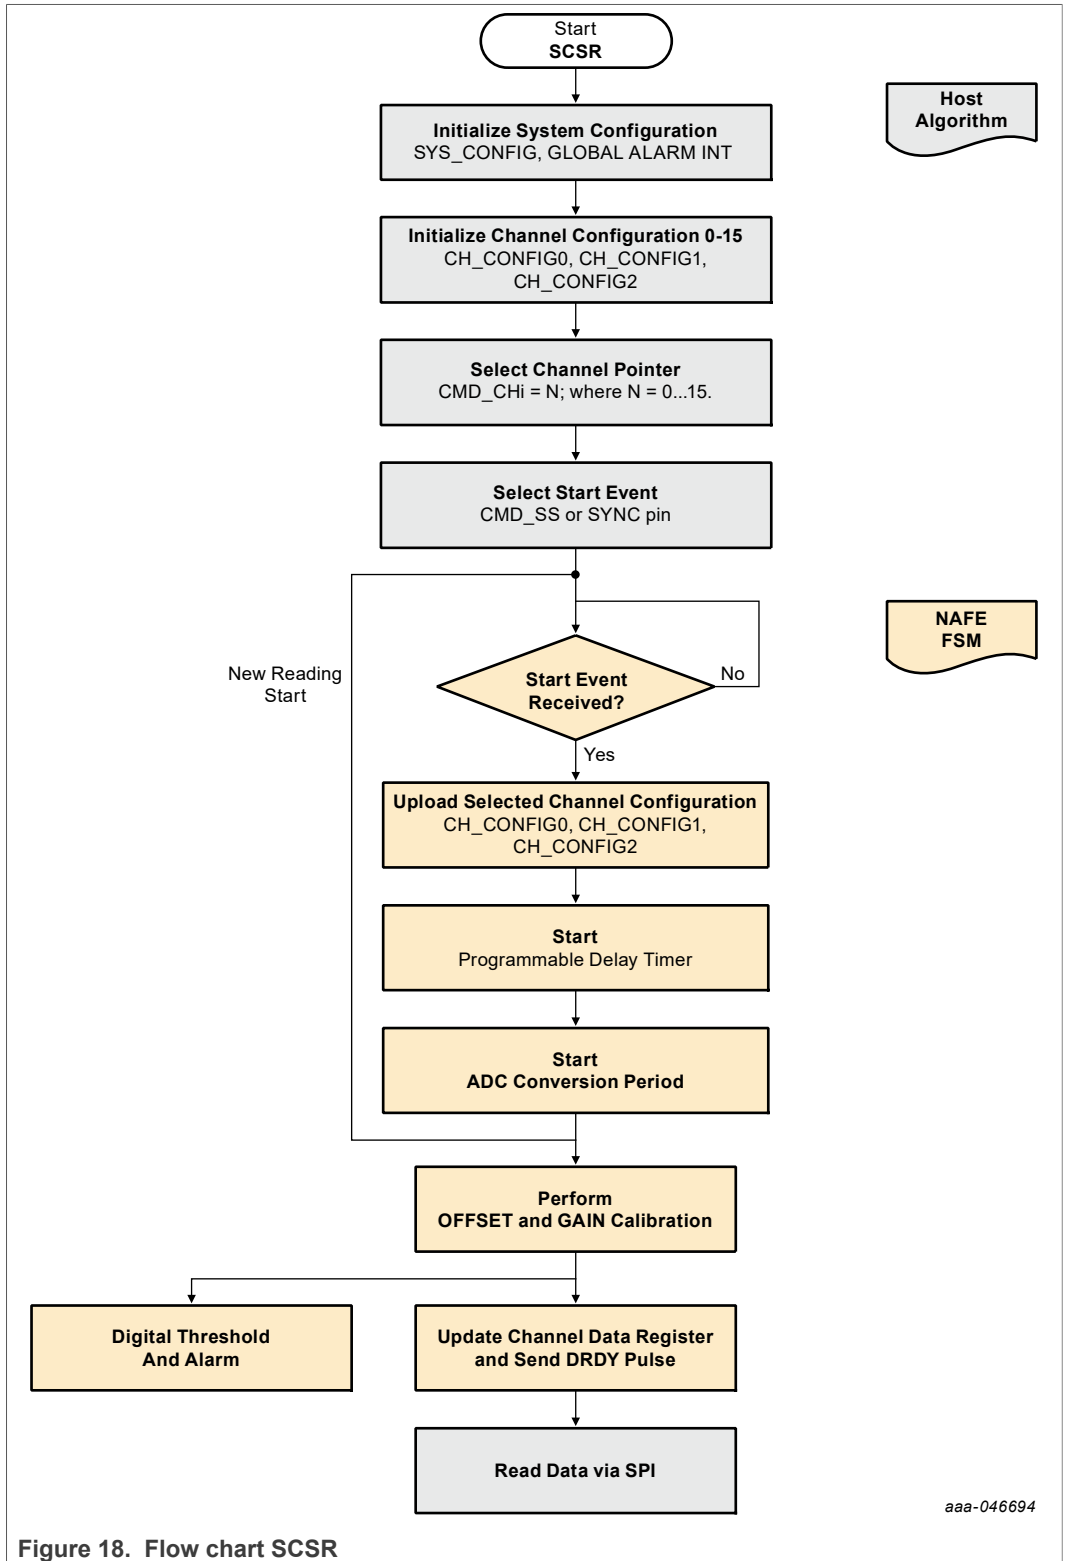 Start
SCSR
Host
Algorithm
Initialize System Configuration
SYS_CONFIG, GLOBAL ALARM INT
Initialize Channel Configuration 0-15
CH_CONFIG0, CH_CONFIG1,
CH_CONFIG2
Select Channel Pointer
CMD_CHi = N; where N = 0...15.
Select Start Event
CMD_SS or SYNC pin
NAFE
FSM
New Reading
Start
Start Event
Received?
No
Yes
Upload Selected Channel Configuration
CH_CONFIG0, CH_CONFIG1,
CH_CONFIG2
Start
Programmable Delay Timer
Start
ADC Conversion Period
Perform
OFFSET and GAIN Calibration
Digital Threshold
And Alarm
Update Channel Data Register
and Send DRDY Pulse
Read Data via SPI
aaa-046694
Figure 18. Flow chart SCSR